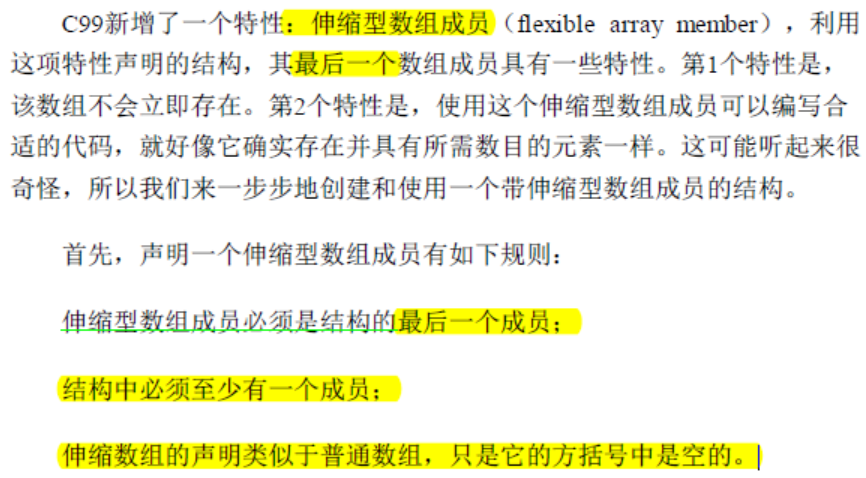 C99新增了一个特性：伸缩型数组成员（flexible array member），利用
这项特性声明的结构，其最后一个数组成员具有一些特性。第1个特性是，
该数组不会立即存在。第2个特性是，使用这个伸缩型数组成员可以编写合
适的代码，就好像它确实存在并具有所需数目的元素一样。这可能听起来很
奇怪，所以我们来一步步地创建和使用一个带伸缩型数组成员的结构。
首先，声明一个伸缩型数组成员有如下规则：
伸缩型数组成员必须是结构的最后一个成员；
结构中必须至少有一个成员；
伸缩数组的声明类似于普通数组，只是它的方括号中是空的。